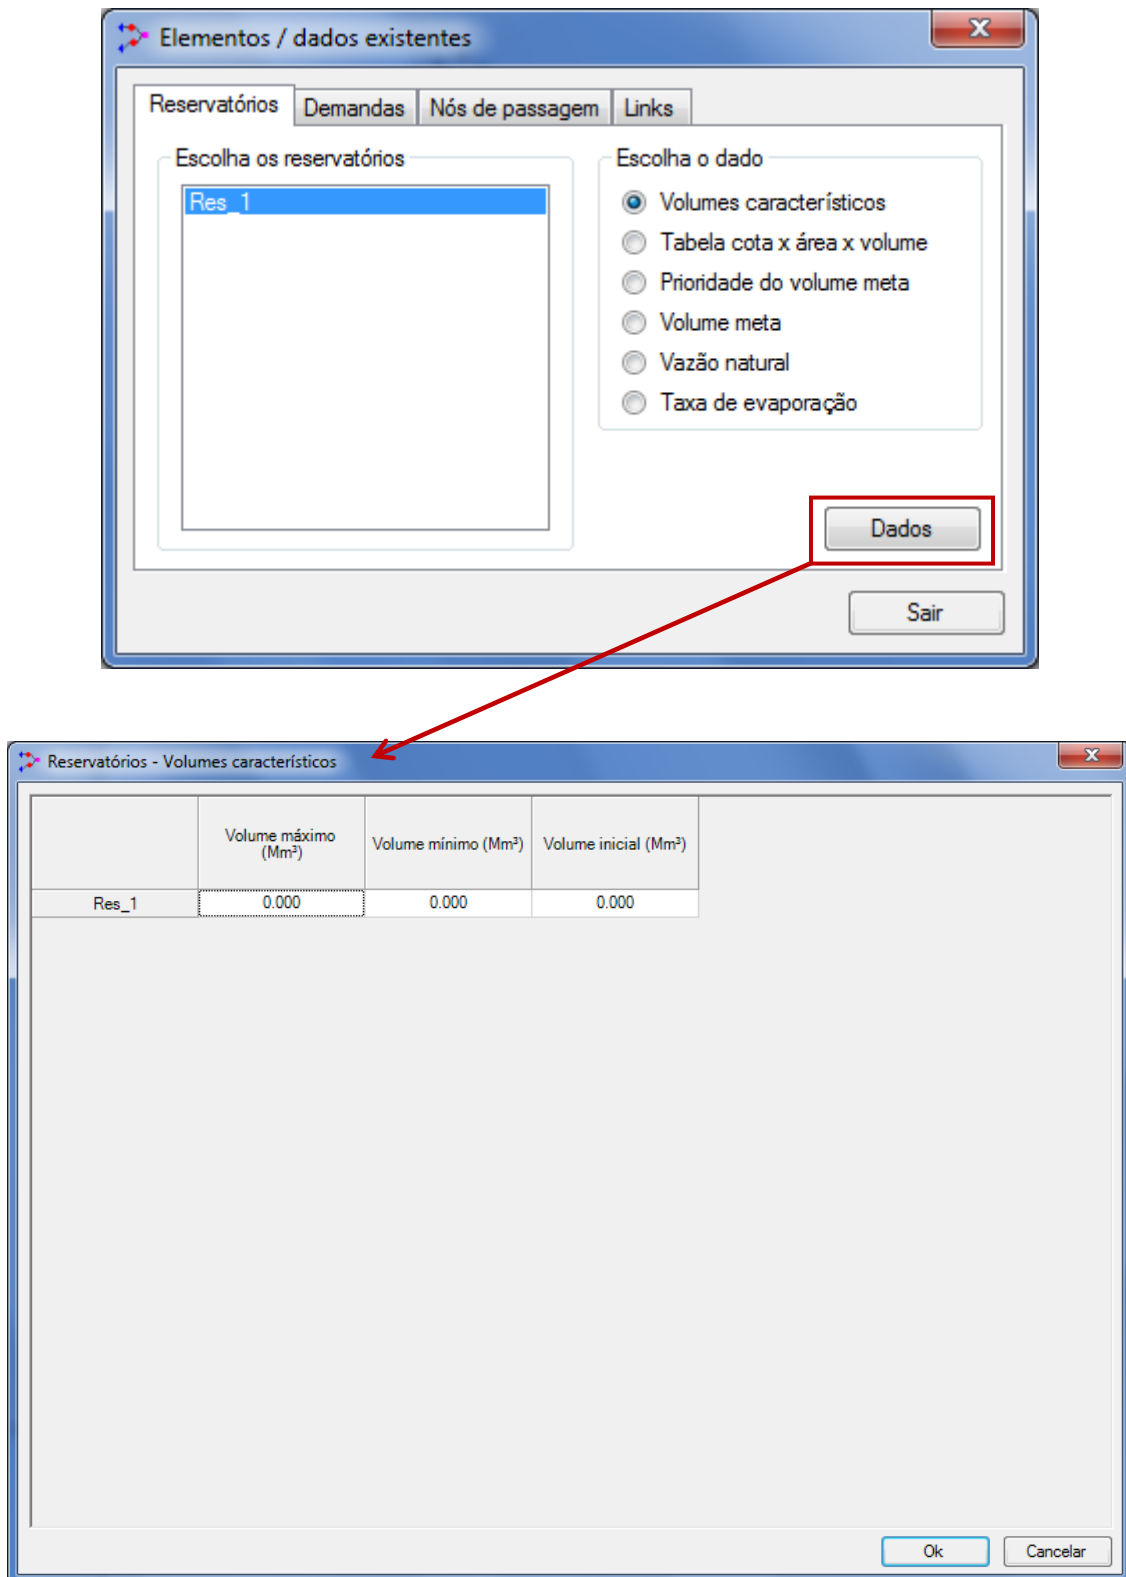 Elementos / dados existentes
x
Reservatórios
Demandas
Nós de passagem
Links
Escolha os reservatórios
Res_1
Escolha o dado
Volumes característicos
Tabela cota x área x volume
Prioridade do volume meta
Volume meta
Vazão natural
Taxa de evaporação
Dados
Sair
Reservatórios - Volumes característicos
x
Volume máximo
(Mm³)
Volume mínimo (Mm³)
Volume inicial (Mm³)
Res_1
0.000
0.000
0.000
Ok
Cancelar